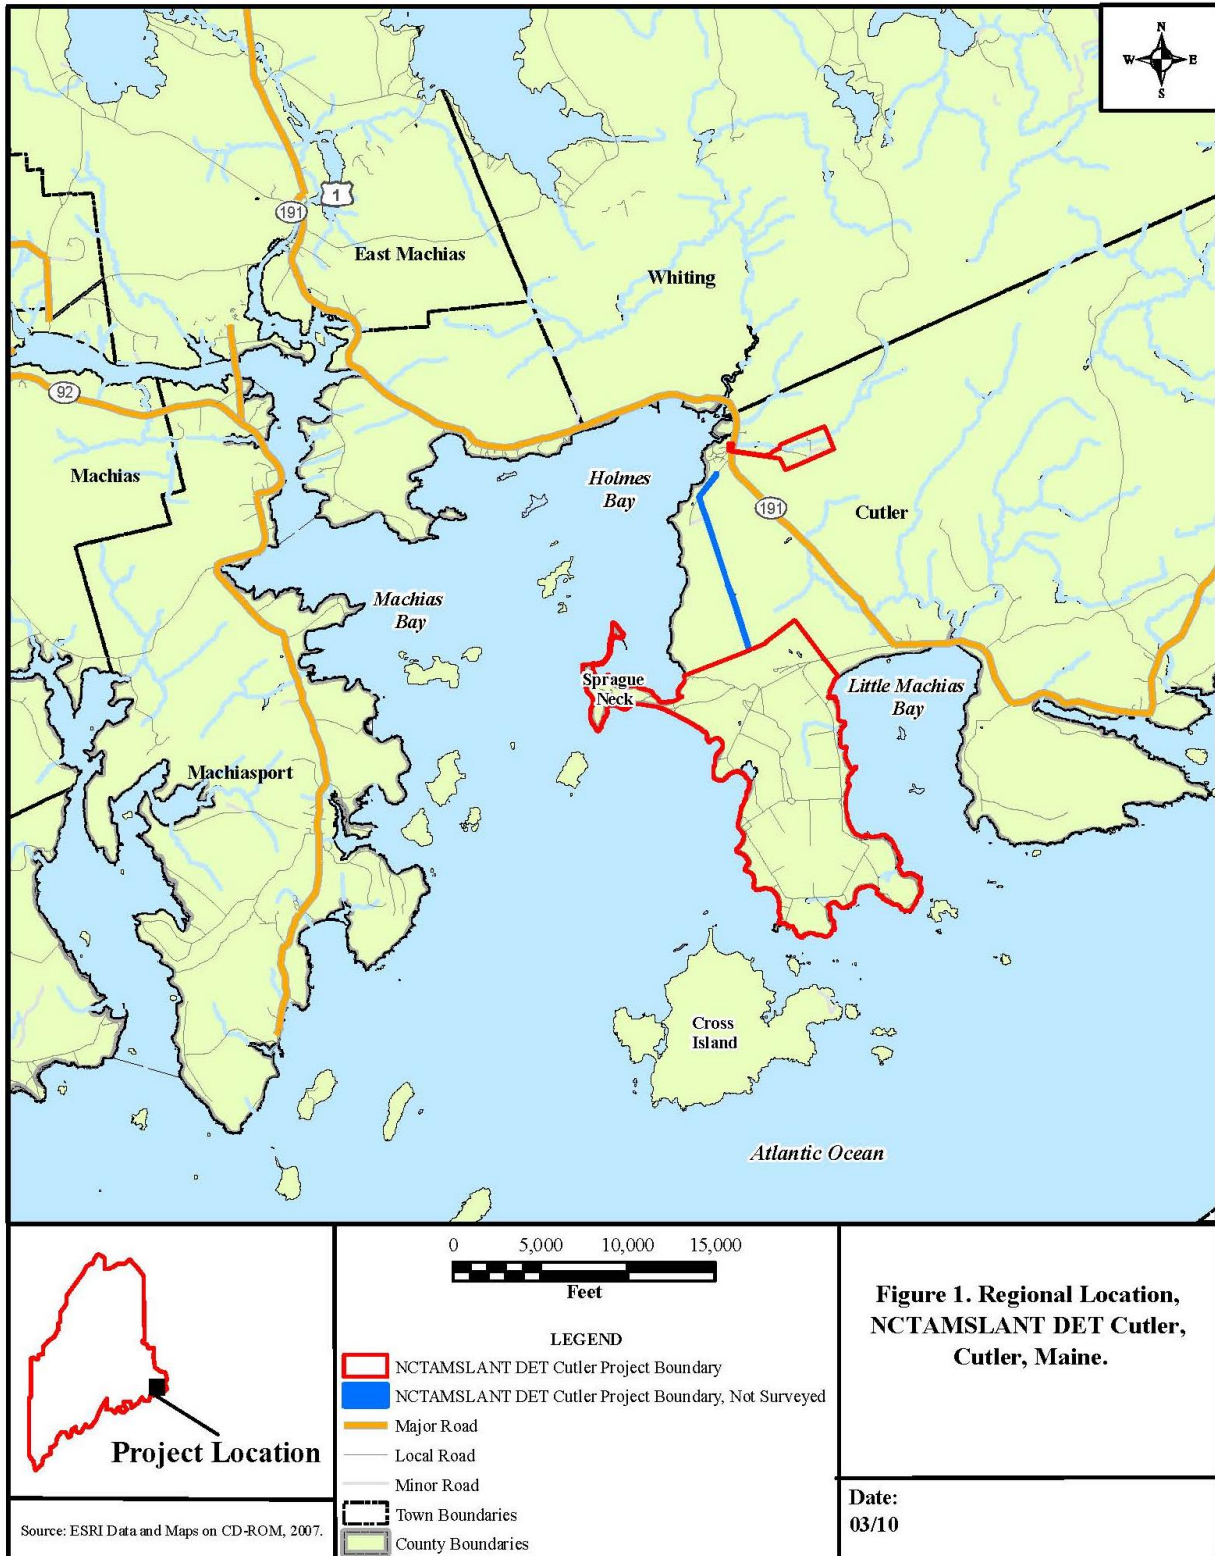 N
W E
S
1
191
East Machias
Whiting
92
Machias
Holmes
Bay
191
Cutler
Machias
Bay
Sprague
Neck
Little Machias
Bay
Machiasport
Cross
Island
Atlantic Ocean
Project Location
Source: ESRI Data and Maps on CD-ROM, 2007.
0 5,000 10,000 15,000
Feet
LEGEND
NCTAMSLANT DET Cutler Project Boundary
NCTAMSLANT DET Cutler Project Boundary, Not Surveyed
Major Road
Local Road
Minor Road
Town Boundaries
County Boundaries
Figure 1. Regional Location,
NCTAMSLANT DET Cutler,
Cutler, Maine.
Date:
03/10